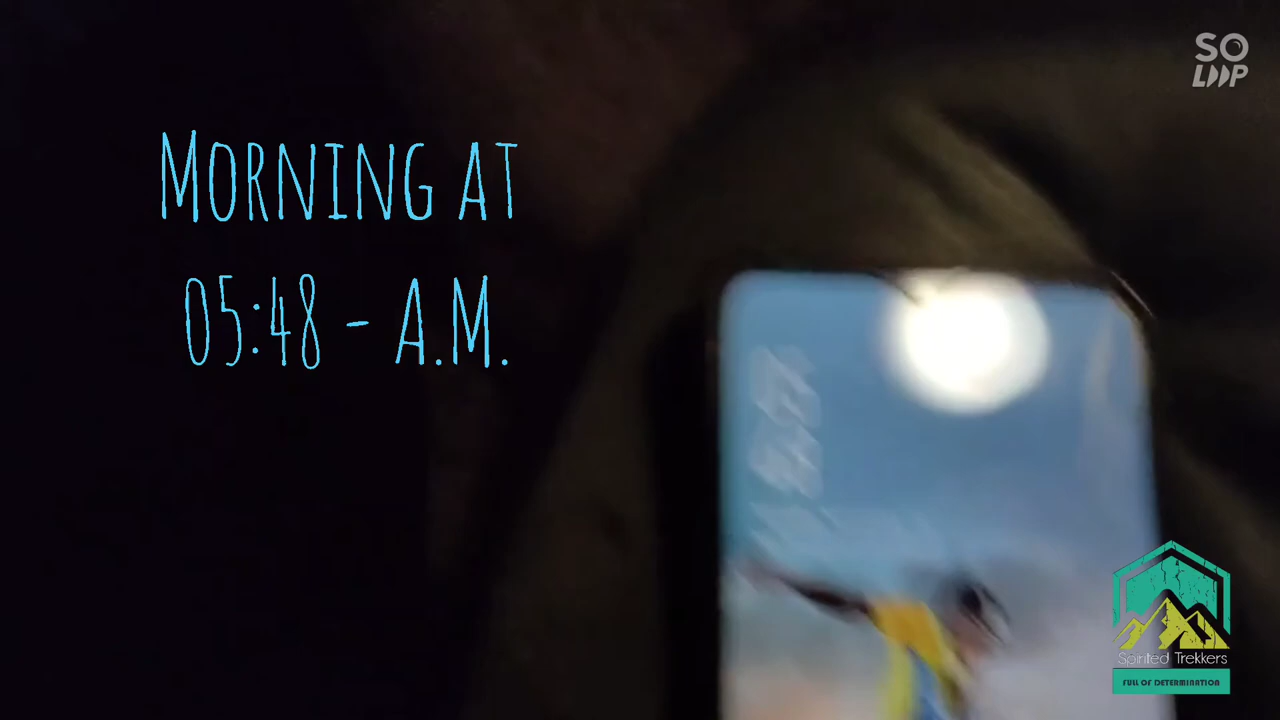 SO
LOOP
MORNING AT
05:48 - A.M.
Spirited Trekkers
FULL OF DETERMINATION